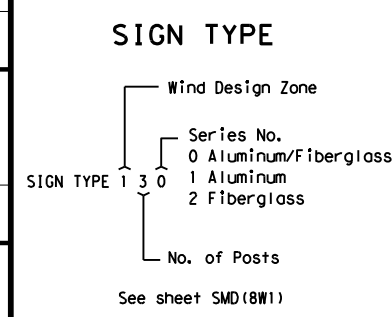 SIGN TYPE
Wind Design Zone
Series No.
0 Aluminum/Fiberglass
1 Aluminum
2 Fiberglass
SIGN TYPE 1 3 0
No. of Posts
See sheet SMD(8W1)